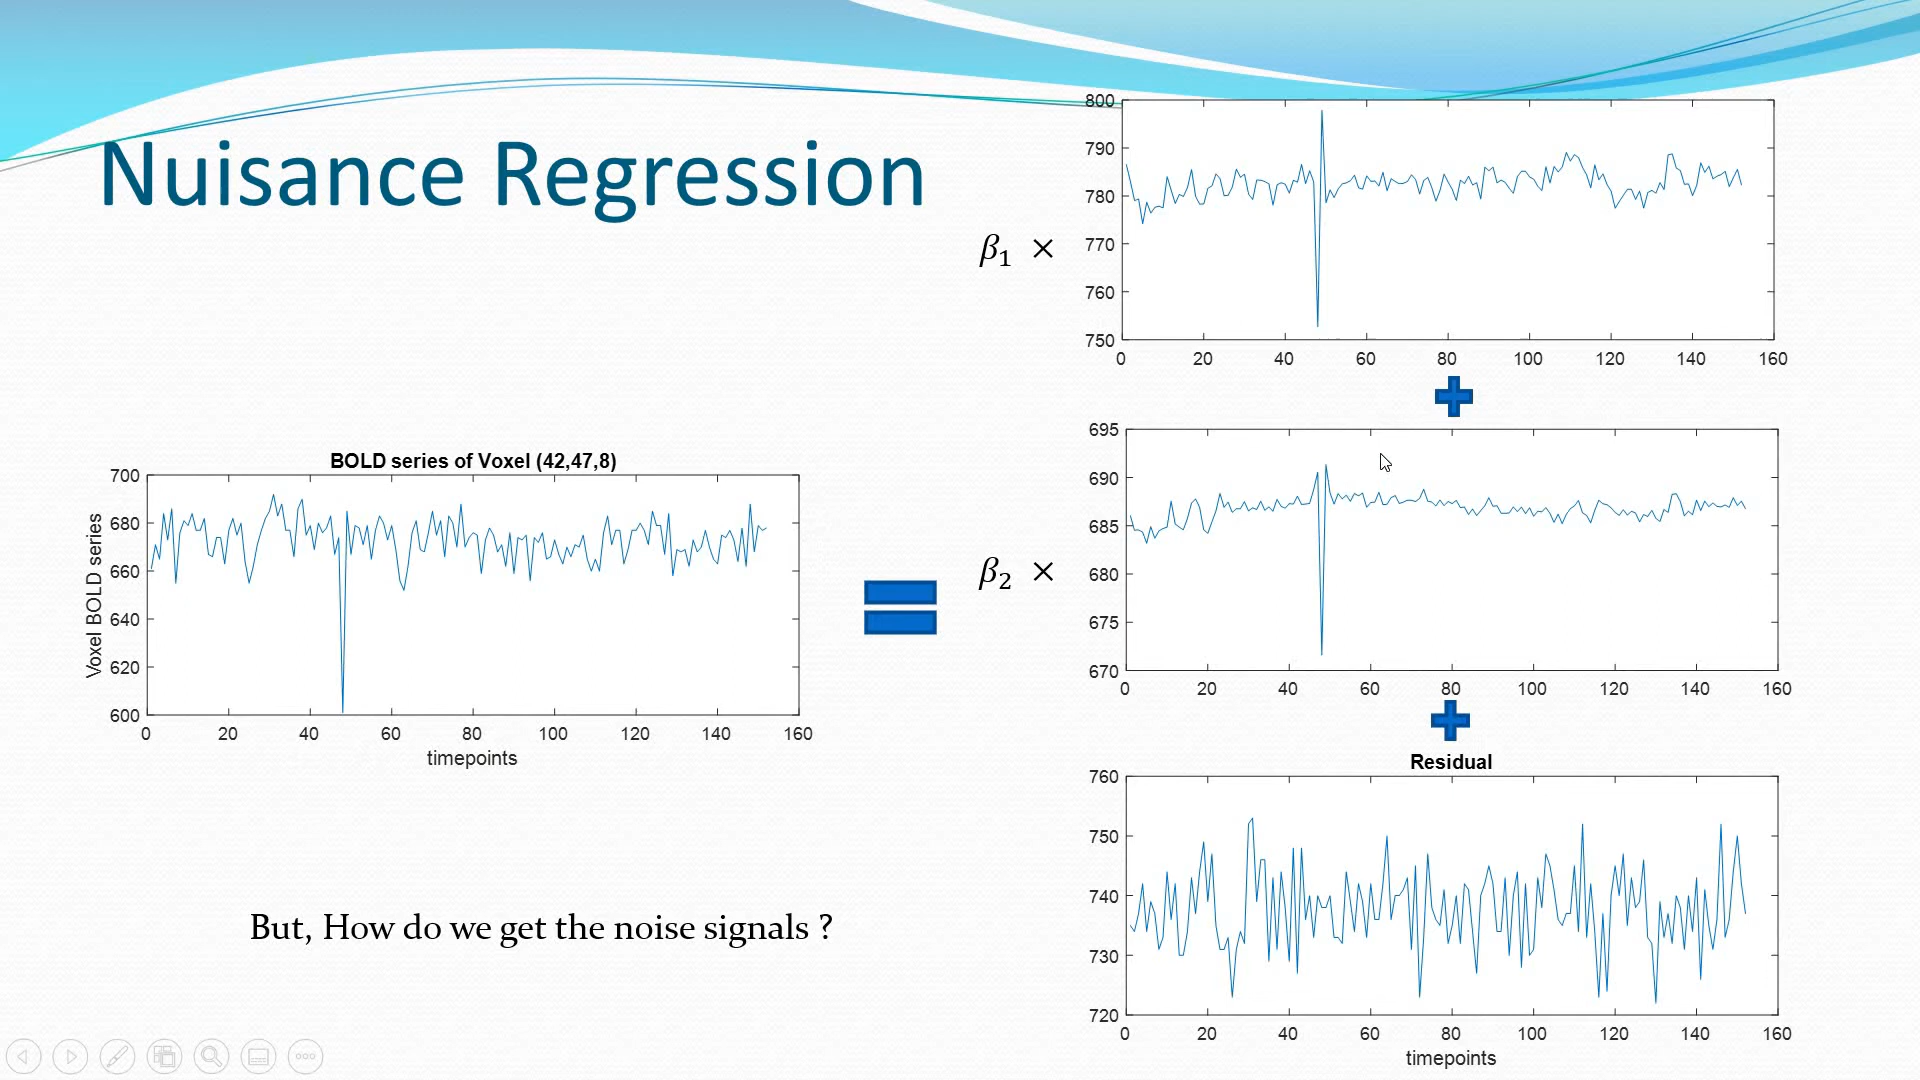 Nuisance Regression
800
790
780
770
760
750
0 20 40 60 80 100 120 140 160
β₁ ×
695
690
685
680
675
670
0 20 40 60 80 100 120 140 160
β₂ ×
BOLD series of Voxel (42,47,8)
Voxel BOLD series
700
680
660
640
620
600
0 20 40 60 80 100 120 140 160
timepoints
Residual
760
750
740
730
720
0 20 40 60 80 100 120 140 160
timepoints
But, How do we get the noise signals ?